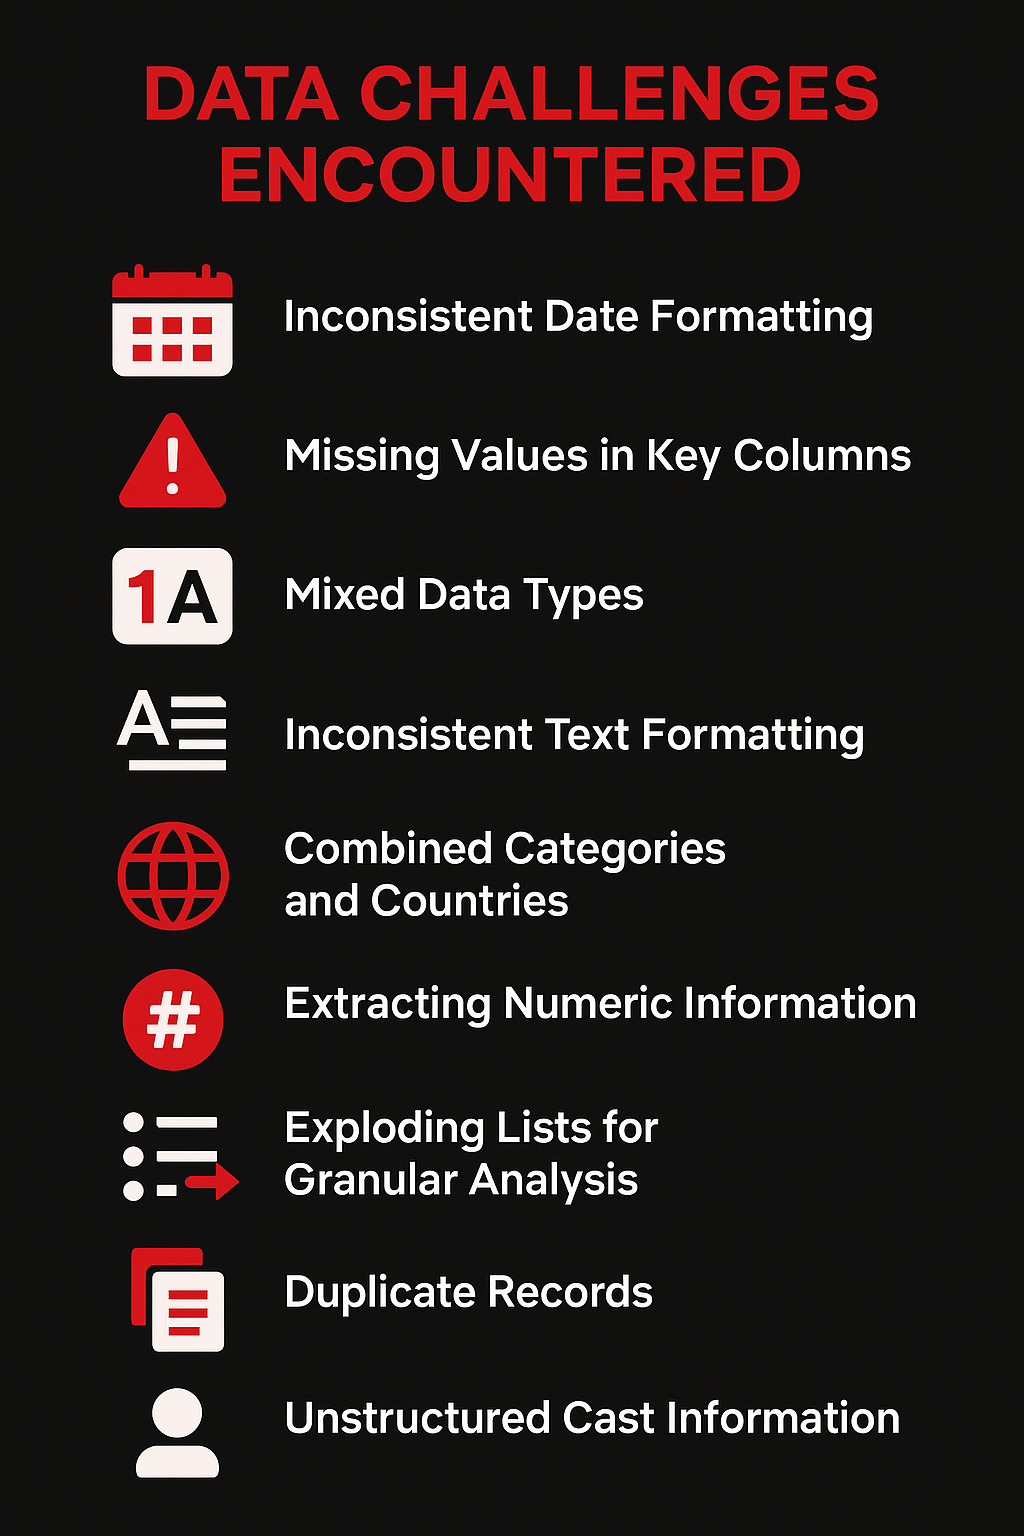 DATA CHALLENGES
ENCOUNTERED
Inconsistent Date Formatting
!
Missing Values in Key Columns
1A
Mixed Data Types
A
Inconsistent Text Formatting
Combined Categories
and Countries
#
Extracting Numeric Information
Exploding Lists for
Granular Analysis
Duplicate Records
Unstructured Cast Information